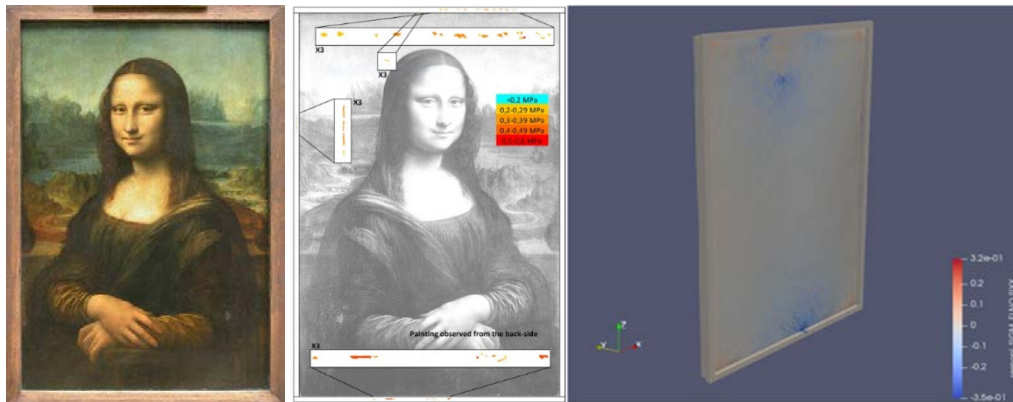 X3
X3
X3
<0,2 MPa
0,2-0,29 MPa
0,3-0,39 MPa
0,4-0,49 MPa
0,5-0,6 MPa
Painting observed from the back-side
X3
Z
Y
X
3.2e-01
0.2
0.1
0
-0.1
-0.2
-3.5e-01